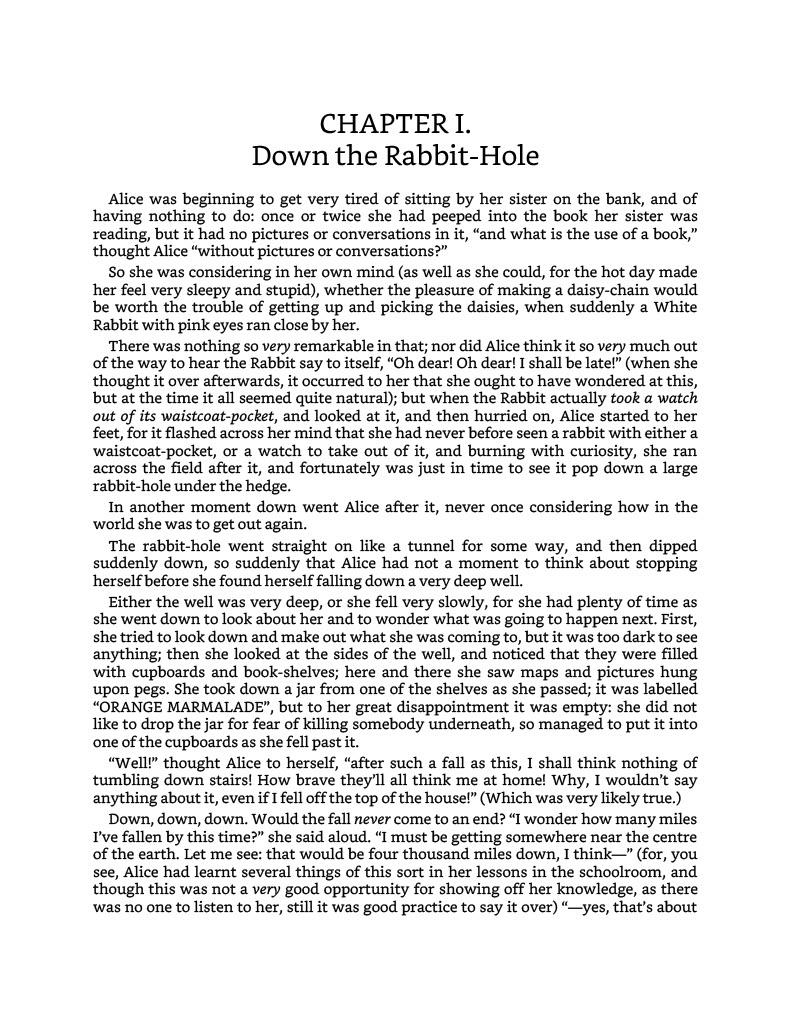 CHAPTER I.
Down the Rabbit-Hole
Alice was beginning to get very tired of sitting by her sister on the bank, and of
having nothing to do: once or twice she had peeped into the book her sister was
reading, but it had no pictures or conversations in it, “and what is the use of a book,”
thought Alice “without pictures or conversations?”
So she was considering in her own mind (as well as she could, for the hot day made
her feel very sleepy and stupid), whether the pleasure of making a daisy-chain would
be worth the trouble of getting up and picking the daisies, when suddenly a White
Rabbit with pink eyes ran close by her.
There was nothing so very remarkable in that; nor did Alice think it so very much out
of the way to hear the Rabbit say to itself, “Oh dear! Oh dear! I shall be late!” (when she
thought it over afterwards, it occurred to her that she ought to have wondered at this,
but at the time it all seemed quite natural); but when the Rabbit actually took a watch
out of its waistcoat-pocket, and looked at it, and then hurried on, Alice started to her
feet, for it flashed across her mind that she had never before seen a rabbit with either a
waistcoat-pocket, or a watch to take out of it, and burning with curiosity, she ran
across the field after it, and fortunately was just in time to see it pop down a large
rabbit-hole under the hedge.
In another moment down went Alice after it, never once considering how in the
world she was to get out again.
The rabbit-hole went straight on like a tunnel for some way, and then dipped
suddenly down, so suddenly that Alice had not a moment to think about stopping
herself before she found herself falling down a very deep well.
Either the well was very deep, or she fell very slowly, for she had plenty of time as
she went down to look about her and to wonder what was going to happen next. First,
she tried to look down and make out what she was coming to, but it was too dark to see
anything; then she looked at the sides of the well, and noticed that they were filled
with cupboards and book-shelves; here and there she saw maps and pictures hung
upon pegs. She took down a jar from one of the shelves as she passed; it was labelled
“ORANGE MARMALADE”, but to her great disappointment it was empty: she did not
like to drop the jar for fear of killing somebody underneath, so managed to put it into
one of the cupboards as she fell past it.
“Well!” thought Alice to herself, “after such a fall as this, I shall think nothing of
tumbling down stairs! How brave they’ll all think me at home! Why, I wouldn’t say
anything about it, even if I fell off the top of the house!” (Which was very likely true.)
Down, down, down. Would the fall never come to an end? “I wonder how many miles
I’ve fallen by this time?” she said aloud. “I must be getting somewhere near the centre
of the earth. Let me see: that would be four thousand miles down, I think—” (for, you
see, Alice had learnt several things of this sort in her lessons in the schoolroom, and
though this was not a very good opportunity for showing off her knowledge, as there
was no one to listen to her, still it was good practice to say it over) “—yes, that’s about